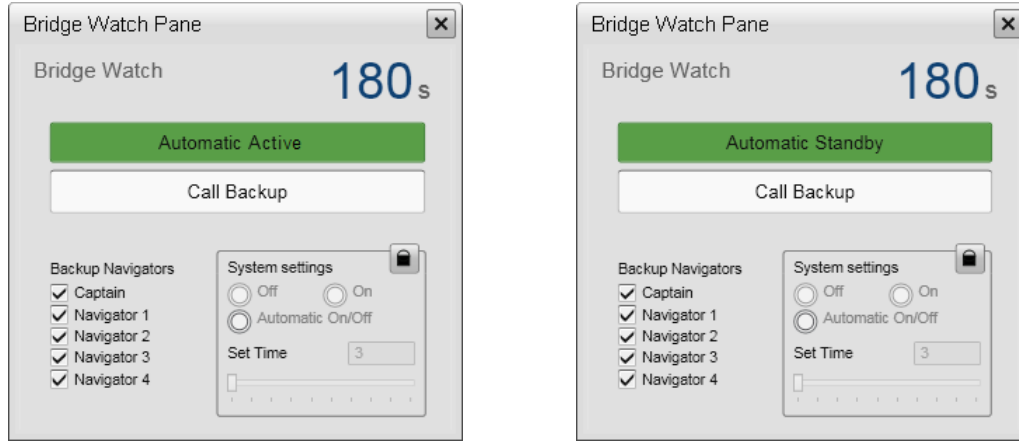 Bridge Watch Pane
Bridge Watch
180 s
Automatic Active
Call Backup
Backup Navigators
Captain
Navigator 1
Navigator 2
Navigator 3
Navigator 4
System settings
Off On
Automatic On/Off
Set Time 3
Bridge Watch Pane
Bridge Watch
180 s
Automatic Standby
Call Backup
Backup Navigators
Captain
Navigator 1
Navigator 2
Navigator 3
Navigator 4
System settings
Off On
Automatic On/Off
Set Time 3